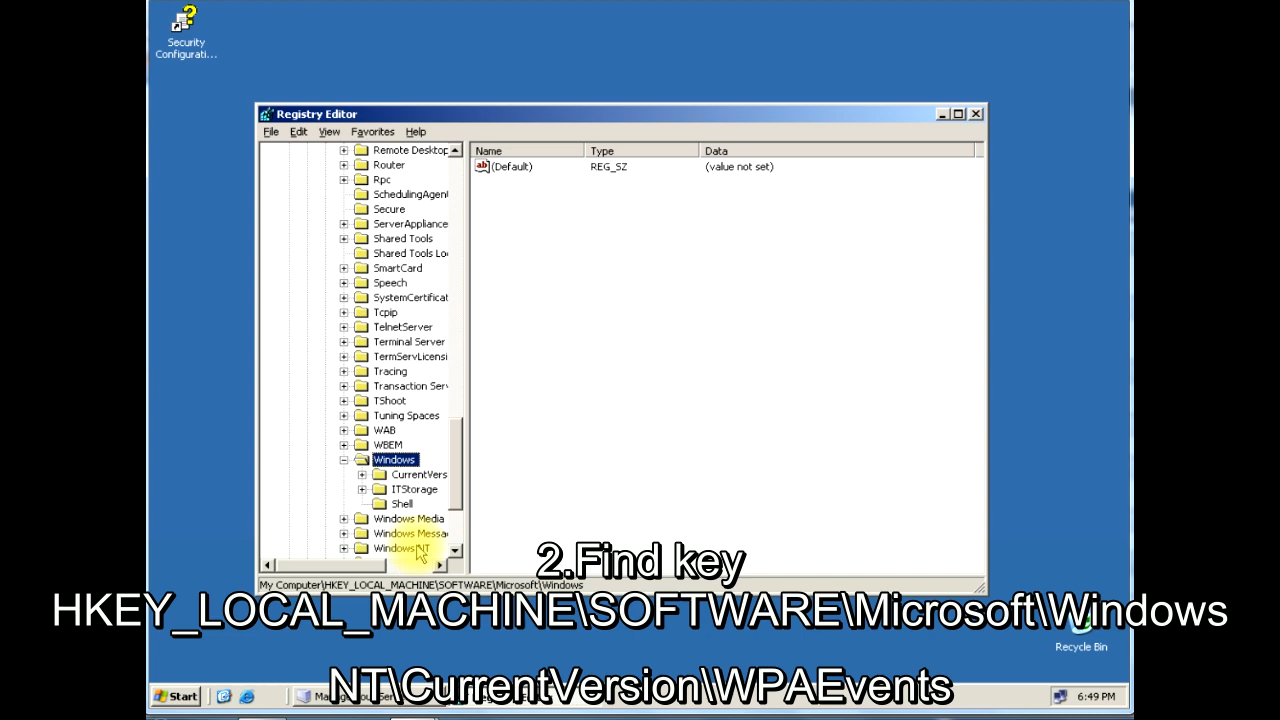 Security
Configurati...
Registry Editor
File Edit View Favorites Help
Name Type Data
(Default) REG_SZ (value not set)
Remote Desktop
Router
Rpc
SchedulingAgent
Secure
ServerAppliance
Shared Tools
Shared Tools Lo
SmartCard
Speech
SystemCertificat
Tcpip
TelnetServer
Terminal Server
TermServLicensi
Tracing
Transaction Serv
TShoot
Tuning Spaces
WAB
WBEM
Windows
CurrentVers
ITStorage
Shell
Windows Media
Windows Messa
Windows NT
My Computer\HKEY_LOCAL_MACHINE\SOFTWARE\Microsoft\Windows
2.Find key
HKEY_LOCAL_MACHINE\SOFTWARE\Microsoft\Windows
NT\CurrentVersion\WPAEvents
Recycle Bin
Start
6:49 PM